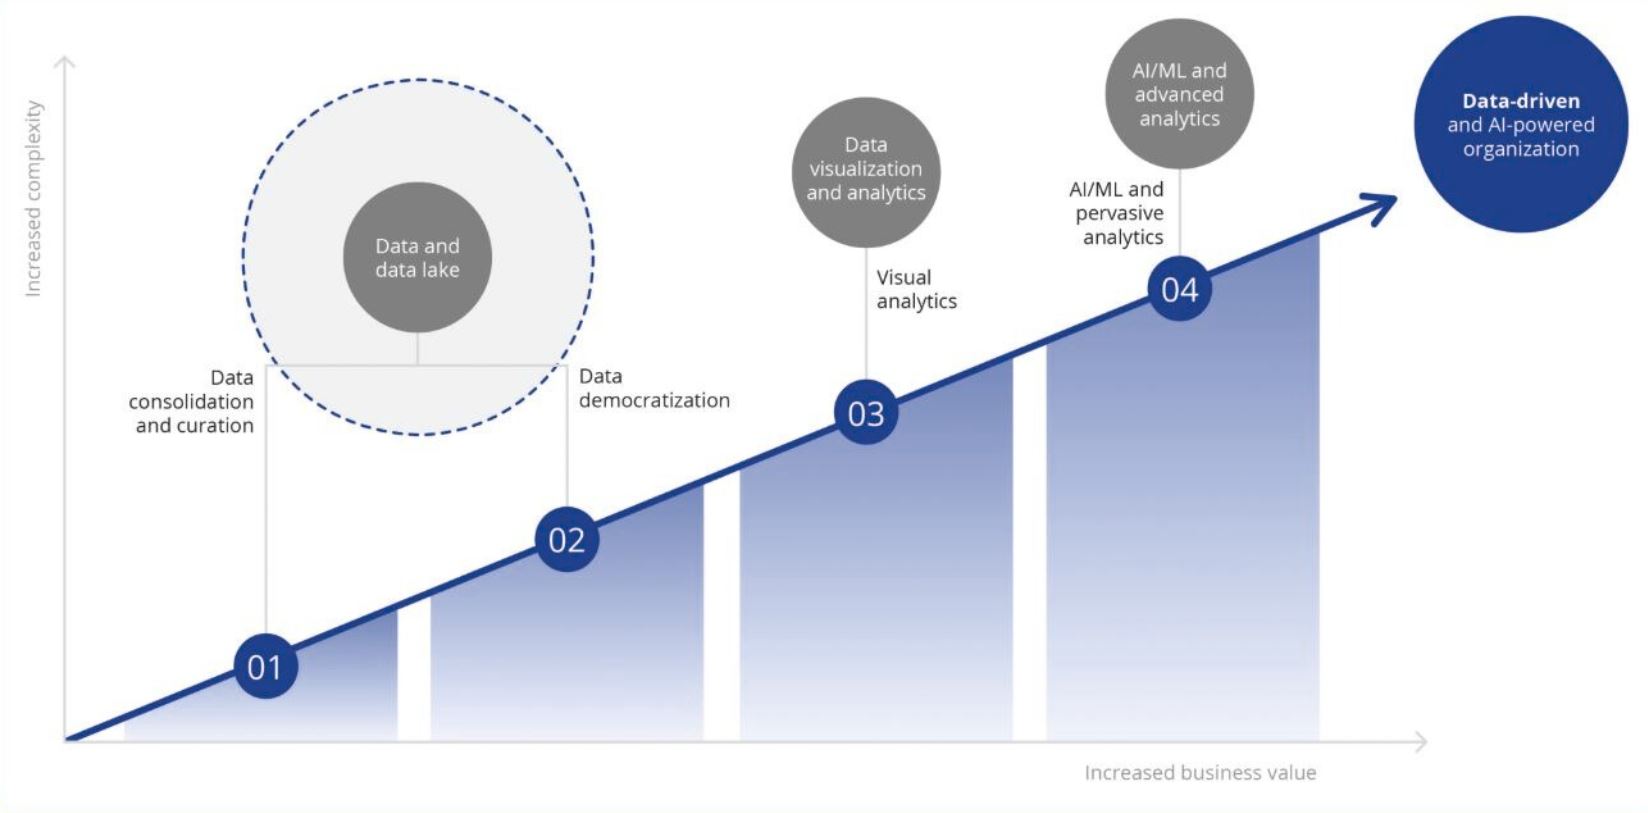 Increased complexity
Data and
data lake
Data
consolidation
and curation
Data
democratization
01
02
Data
visualization
and analytics
Visual
analytics
03
AI/ML and
advanced
analytics
AI/ML and
pervasive
analytics
04
Data-driven
and AI-powered
organization
Increased business value